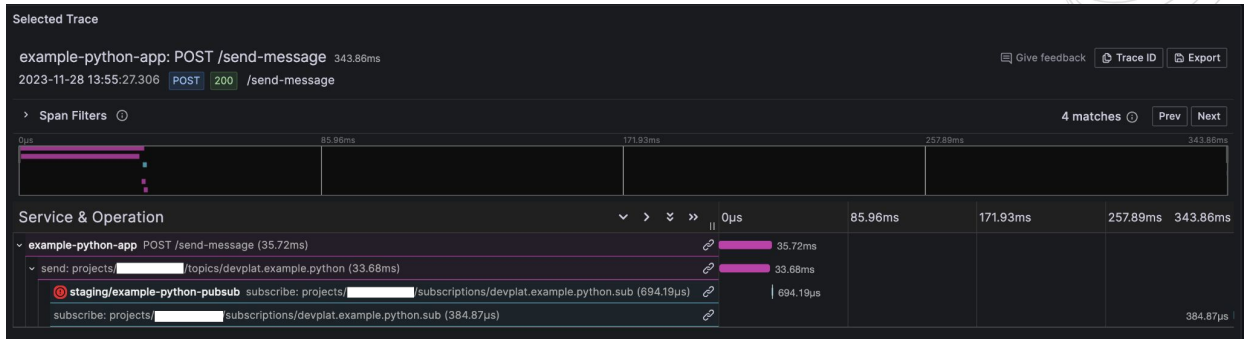 Selected Trace
example-python-app: POST /send-message 343.86ms
Give feedback Trace ID Export
2023-11-28 13:55:27.306 POST 200 /send-message
Span Filters
4 matches Prev Next
0μs 85.96ms 171.93ms 257.89ms 343.86ms
Service & Operation 0μs 85.96ms 171.93ms 257.89ms 343.86ms
example-python-app POST /send-message (35.72ms) 35.72ms
send: projects/ /topics/devplat.example.python (33.68ms) 33.68ms
staging/example-python-pubsub subscribe: projects/ /subscriptions/devplat.example.python.sub (694.19μs) 694.19μs
subscribe: projects/ /subscriptions/devplat.example.python.sub (384.87μs) 384.87μs